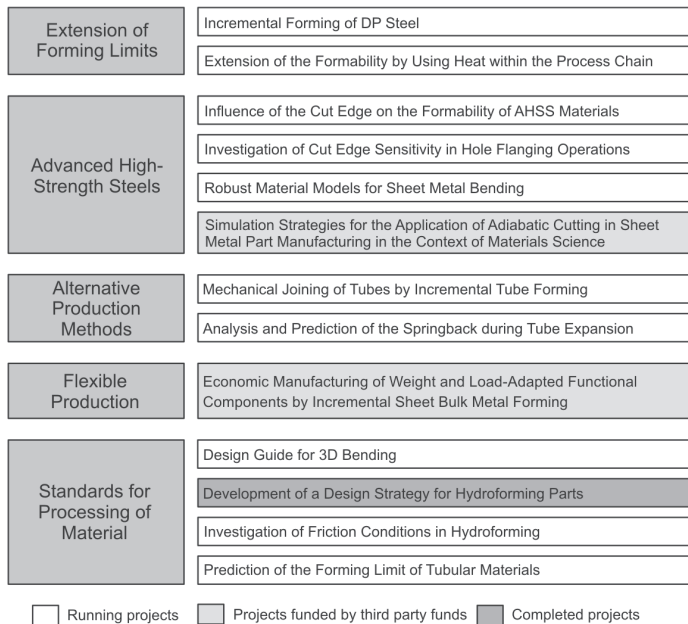 Extension of
Forming Limits
Incremental Forming of DP Steel
Extension of the Formability by Using Heat within the Process Chain
Advanced High-
Strength Steels
Influence of the Cut Edge on the Formability of AHSS Materials
Investigation of Cut Edge Sensitivity in Hole Flanging Operations
Robust Material Models for Sheet Metal Bending
Simulation Strategies for the Application of Adiabatic Cutting in Sheet
Metal Part Manufacturing in the Context of Materials Science
Alternative
Production
Methods
Mechanical Joining of Tubes by Incremental Tube Forming
Analysis and Prediction of the Springback during Tube Expansion
Flexible
Production
Economic Manufacturing of Weight and Load-Adapted Functional
Components by Incremental Sheet Bulk Metal Forming
Standards for
Processing of
Material
Design Guide for 3D Bending
Development of a Design Strategy for Hydroforming Parts
Investigation of Friction Conditions in Hydroforming
Prediction of the Forming Limit of Tubular Materials
Running projects
Projects funded by third party funds
Completed projects